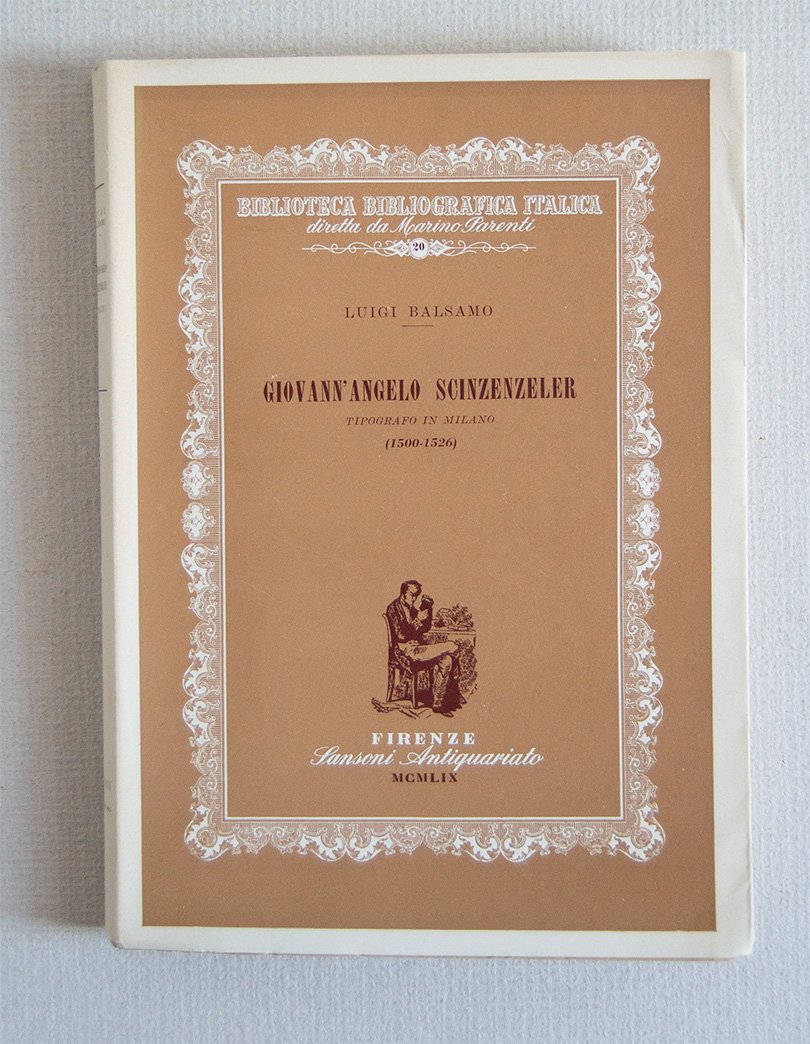 BIBLIOTECA BIBLIOGRAFICA ITALICA
diretta da Marino Parenti
20
LUIGI BALSAMO
GIOVANN'ANGELO SCINZENZELER
TIPOGRAFO IN MILANO
(1500-1526)
FIRENZE
Sansoni Antiquariato
MCMLIX